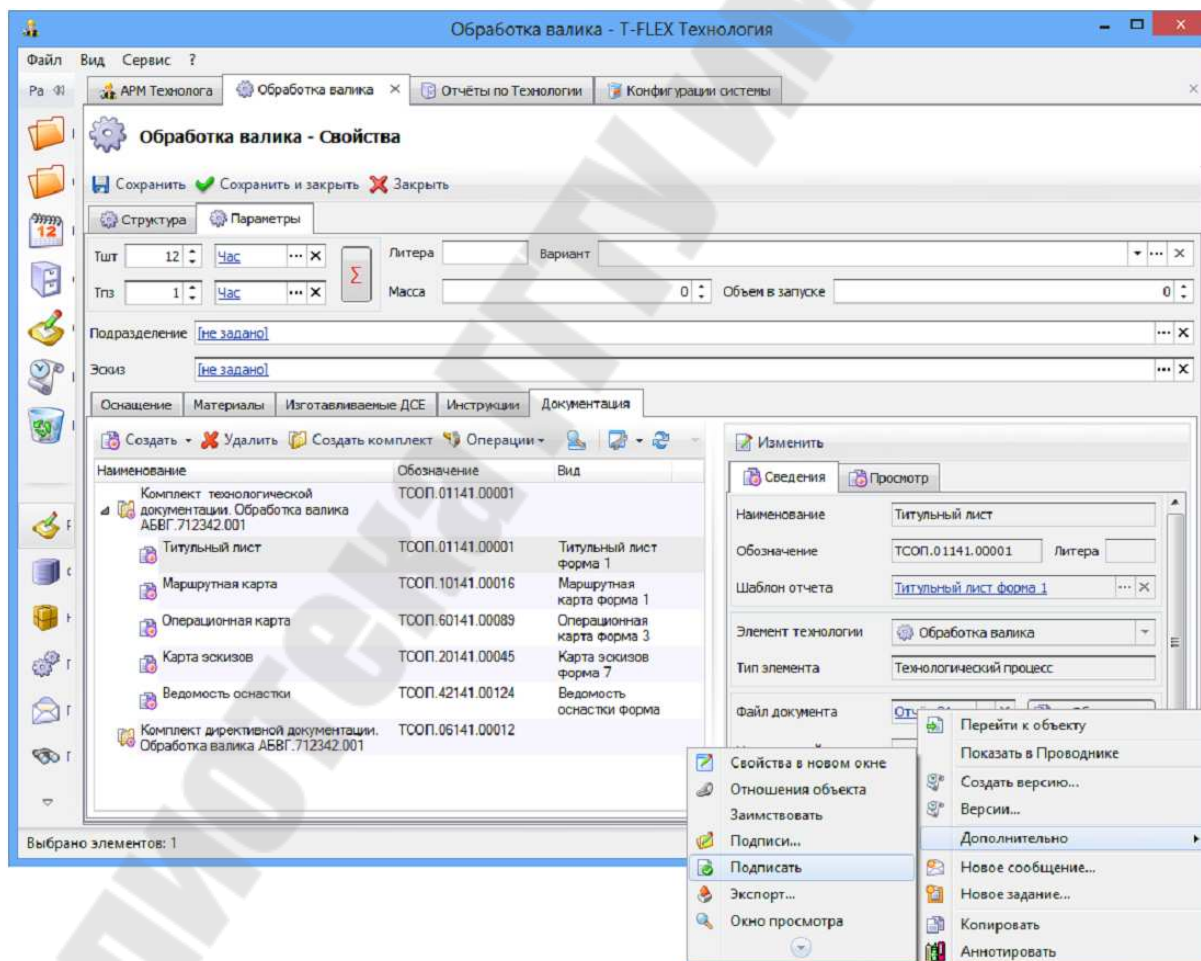 Обработка валика - T-FLEX Технология
Файл Вид Сервис ?
Ра АРМ Технолога Обработка валика Отчёты по Технологии Конфигурации системы
Обработка валика - Свойства
Сохранить Сохранить и закрыть Закрыть
Структура Параметры
Тшт 12 Час Литера Вариант
Тпз 1 Час Масса 0 Объем в запуске 0
Подразделение [не задано]
Эскиз [не задано]
Оснащение Материалы Изготавливаемые ДСЕ Инструкции Документация
Создать Удалить Создать комплект Операции
Наименование Обозначение Вид
Комплект технологической документации. Обработка валика АБВГ.712342.001 ТСОП.01141.00001
Титульный лист ТСОП.01141.00001 Титульный лист форма 1
Маршрутная карта ТСОП.10141.00016 Маршрутная карта форма 1
Операционная карта ТСОП.60141.00089 Операционная карта форма 3
Карта эскизов ТСОП.20141.00045 Карта эскизов форма 7
Ведомость оснастки ТСОП.42141.00124 Ведомость оснастки форма
Комплект директивной документации. Обработка валика АБВГ.712342.001 ТСОП.06141.00012
Изменить
Сведения Просмотр
Наименование Титульный лист
Обозначение ТСОП.01141.00001 Литера
Шаблон отчета Титульный лист форма 1
Элемент технологии Обработка валика
Тип элемента Технологический процесс
Файл документа
Перейти к объекту
Показать в Проводнике
Создать версию...
Версии...
Дополнительно
Новое сообщение...
Новое задание...
Копировать
Аннотировать
Свойства в новом окне
Отношения объекта
Заимствовать
Подписи...
Подписать
Экспорт...
Окно просмотра
Выбрано элементов: 1